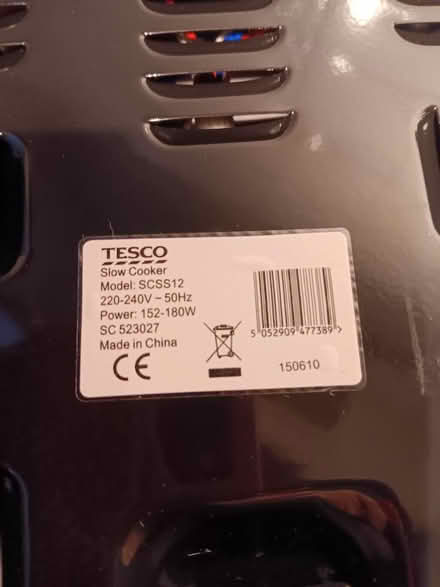 TESCO
Slow Cooker
Model: SCSS12
220-240V ~ 50Hz
Power: 152-180W
SC 523027
Made in China
CE
5 052909 477389 >
150610